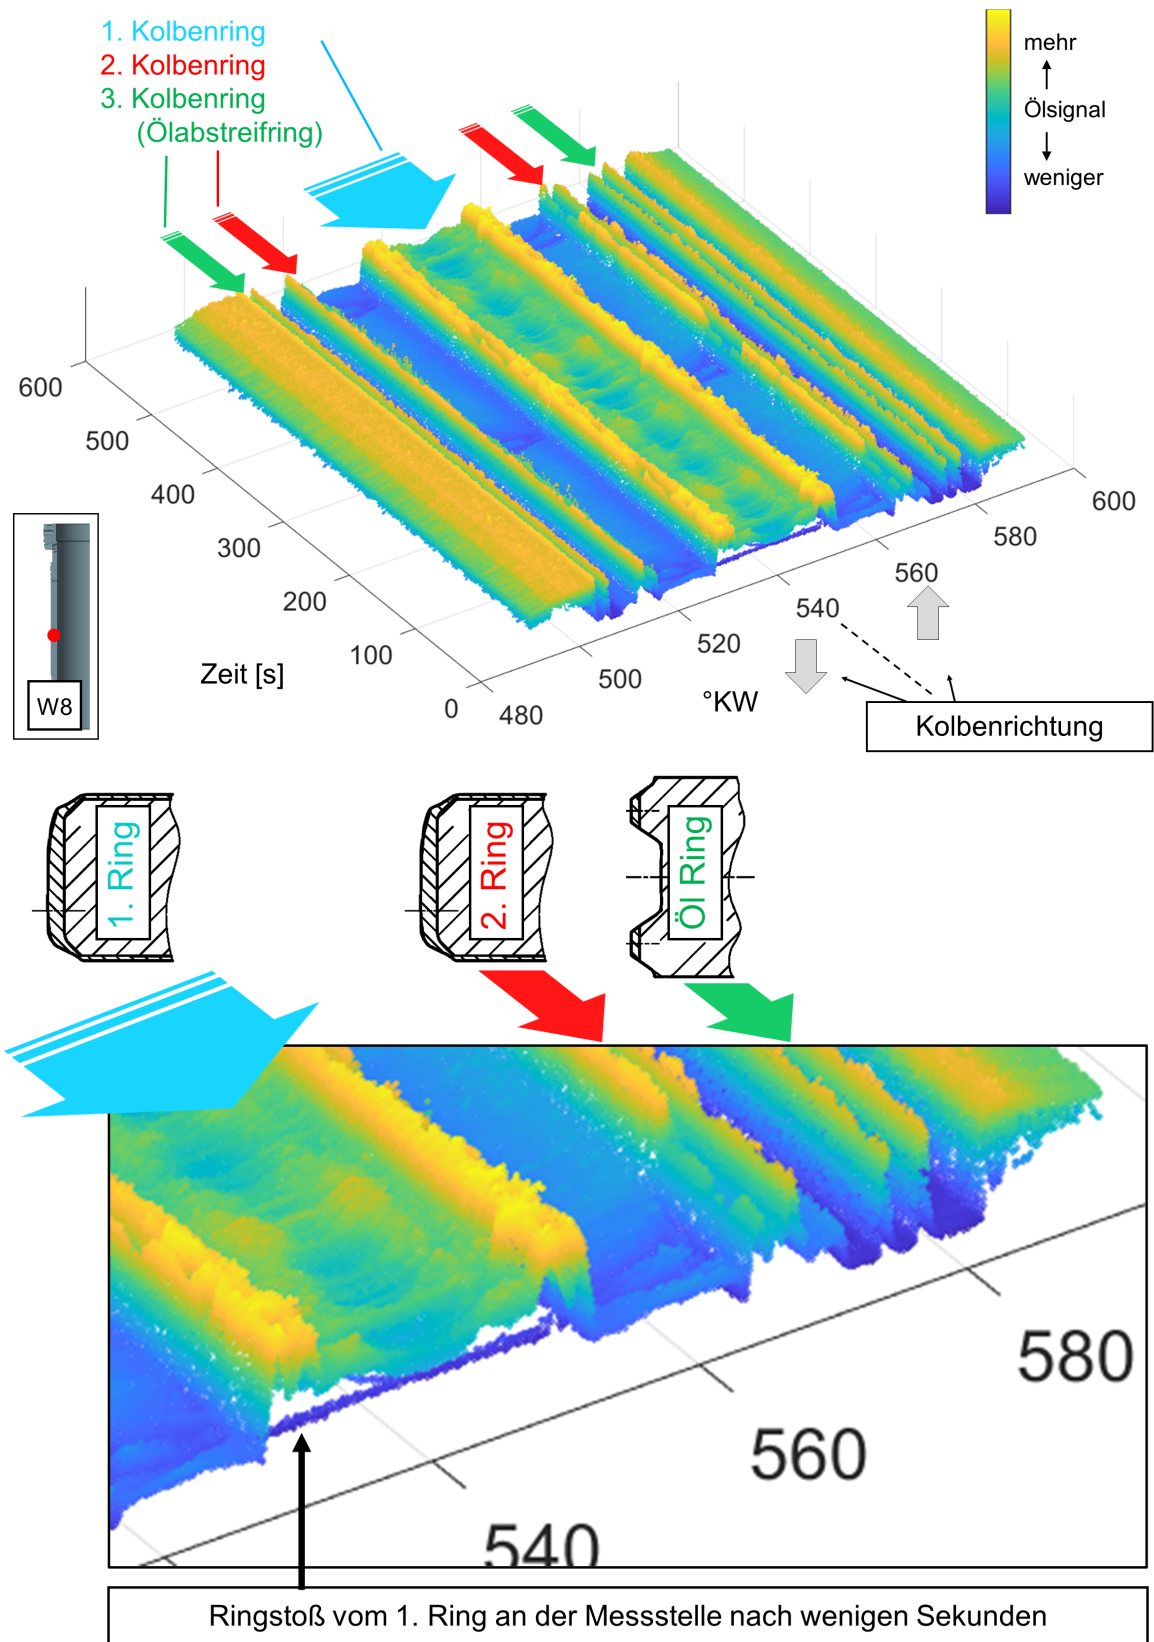 1. Kolbenring
2. Kolbenring
3. Kolbenring
(Ölabstreifring)
mehr
Ölsignal
weniger
600
500
400
300
200
100
0
Zeit [s]
480
500
520
540
560
580
600
°KW
Kolbenrichtung
W8
1. Ring
2. Ring
Öl Ring
540
560
580
Ringstoß vom 1. Ring an der Messstelle nach wenigen Sekunden